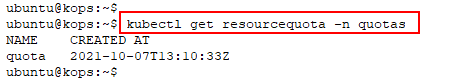 ubuntu@kops:~$
ubuntu@kops:~$ kubectl get resourcequota -n quotas
NAME    CREATED AT
quota   2021-10-07T13:10:33Z
ubuntu@kops:~$